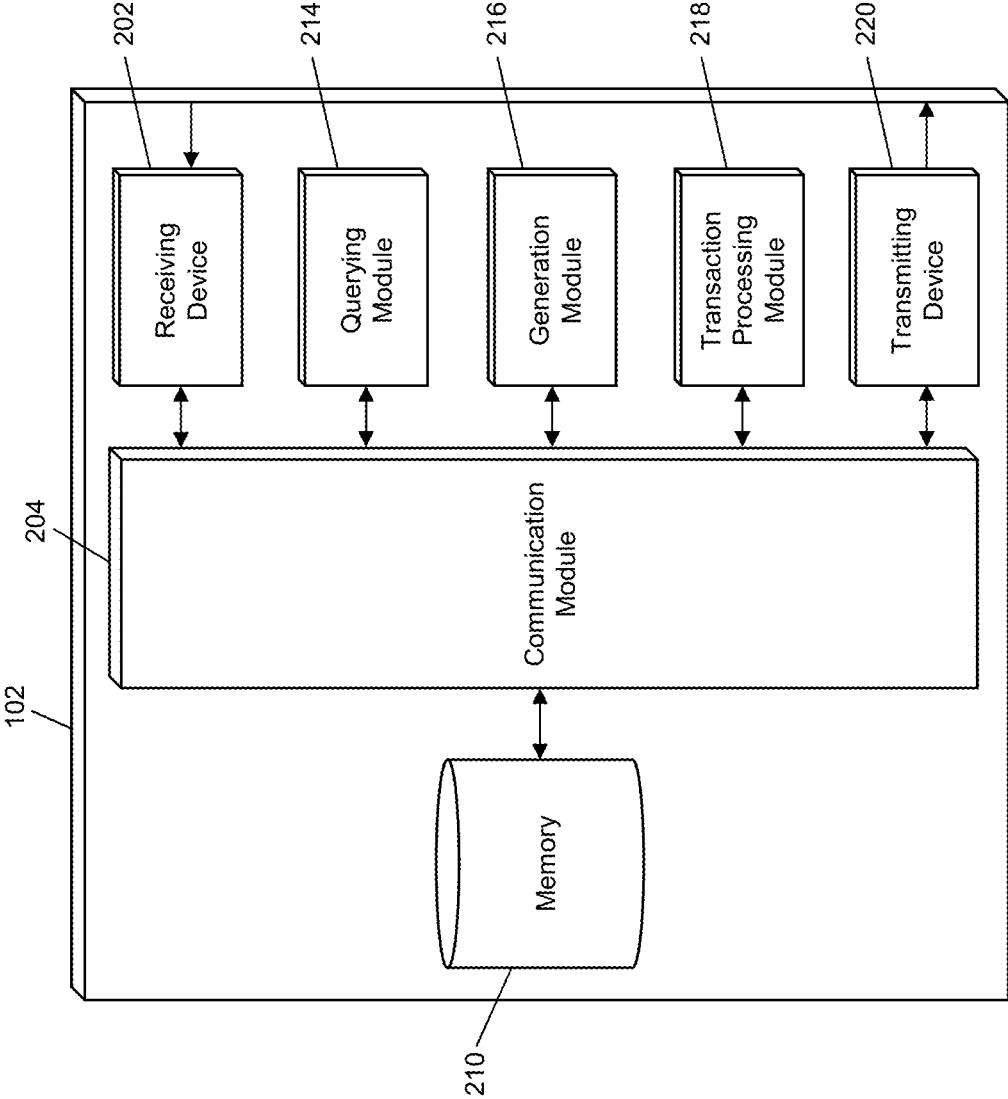 102
204
202
Receiving
Device
214
Querying
Module
216
Generation
Module
218
Transaction
Processing
Module
220
Transmitting
Device
Communication
Module
Memory
210